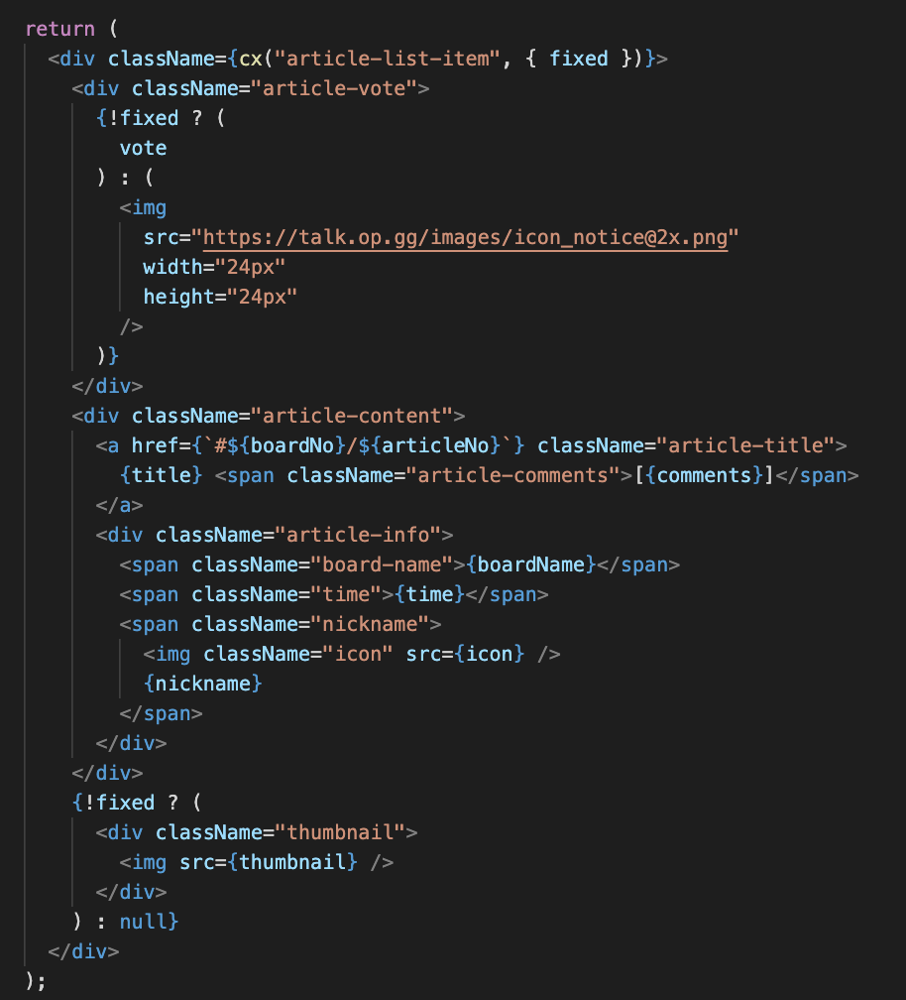 return (
  <div className={cx("article-list-item", { fixed })}>
    <div className="article-vote">
      {!fixed ? (
        vote
      ) : (
        <img
          src="https://talk.op.gg/images/icon_notice@2x.png"
          width="24px"
          height="24px"
        />
      )}
    </div>
    <div className="article-content">
      <a href={`#${boardNo}/${articleNo}`} className="article-title">
        {title} <span className="article-comments">[{comments}]</span>
      </a>
      <div className="article-info">
        <span className="board-name">{boardName}</span>
        <span className="time">{time}</span>
        <span className="nickname">
          <img className="icon" src={icon} />
          {nickname}
        </span>
      </div>
    </div>
    {!fixed ? (
      <div className="thumbnail">
        <img src={thumbnail} />
      </div>
    ) : null}
  </div>
);